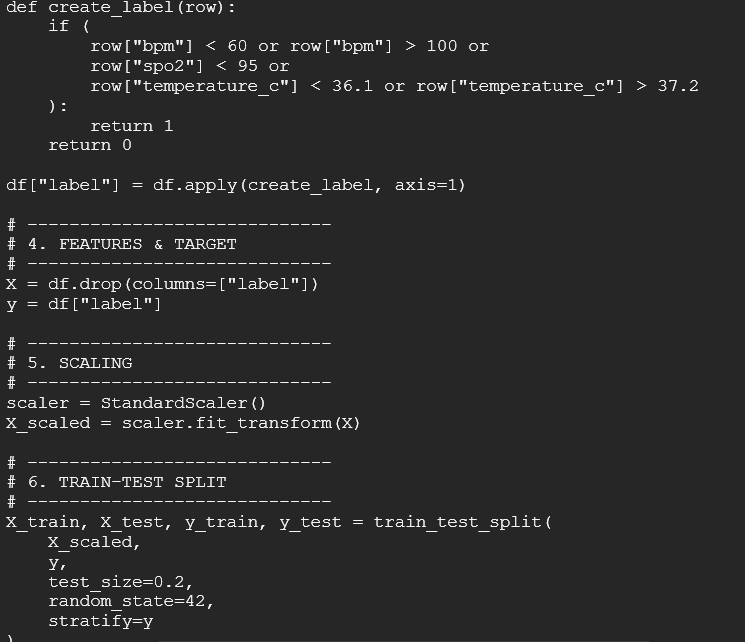 def create_label(row):
    if (
        row["bpm"] < 60 or row["bpm"] > 100 or
        row["spo2"] < 95 or
        row["temperature_c"] < 36.1 or row["temperature_c"] > 37.2
    ):
        return 1
    return 0

df["label"] = df.apply(create_label, axis=1)

# -----------------------------
# 4. FEATURES & TARGET
# -----------------------------
X = df.drop(columns=["label"])
y = df["label"]

# -----------------------------
# 5. SCALING
# -----------------------------
scaler = StandardScaler()
X_scaled = scaler.fit_transform(X)

# -----------------------------
# 6. TRAIN-TEST SPLIT
# -----------------------------
X_train, X_test, y_train, y_test = train_test_split(
    X_scaled,
    y,
    test_size=0.2,
    random_state=42,
    stratify=y
)